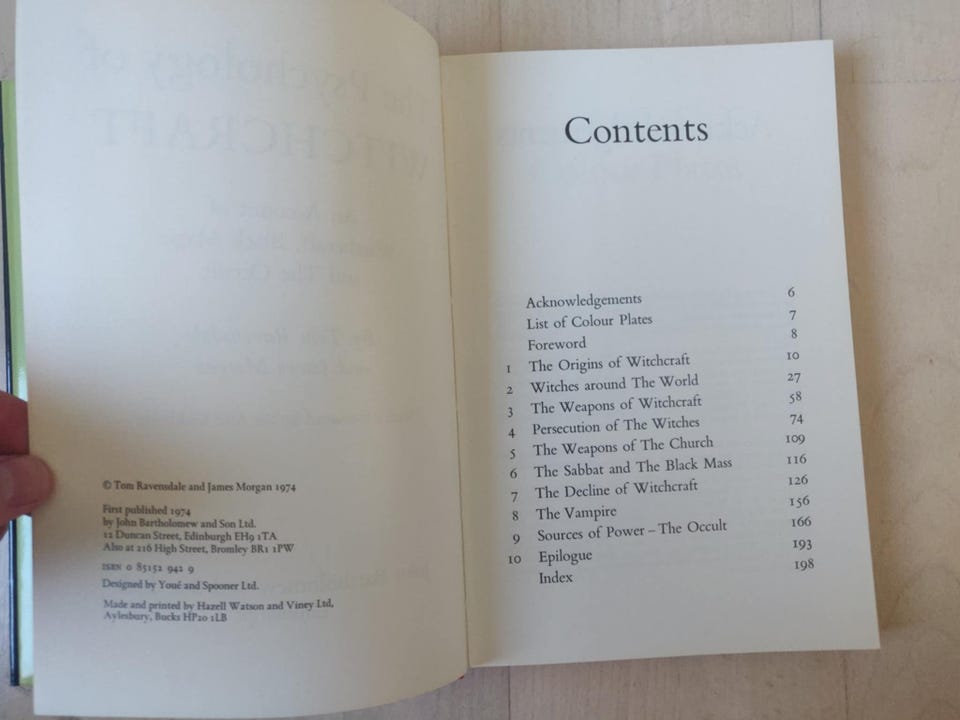 © Tom Ravensdale and James Morgan 1974
First published 1974
by John Bartholomew and Son Ltd.
12 Duncan Street, Edinburgh EH9 1TA
Also at 216 High Street, Bromley BR1 1PW
ISBN 0 85152 942 9
Designed by Youé and Spooner Ltd.
Made and printed by Hazell Watson and Viney Ltd,
Aylesbury, Bucks HP20 1LB
Contents
Acknowledgements 6
List of Colour Plates 7
Foreword 8
1 The Origins of Witchcraft 10
2 Witches around The World 27
3 The Weapons of Witchcraft 58
4 Persecution of The Witches 74
5 The Weapons of The Church 109
6 The Sabbat and The Black Mass 116
7 The Decline of Witchcraft 126
8 The Vampire 156
9 Sources of Power – The Occult 166
10 Epilogue 193
Index 198